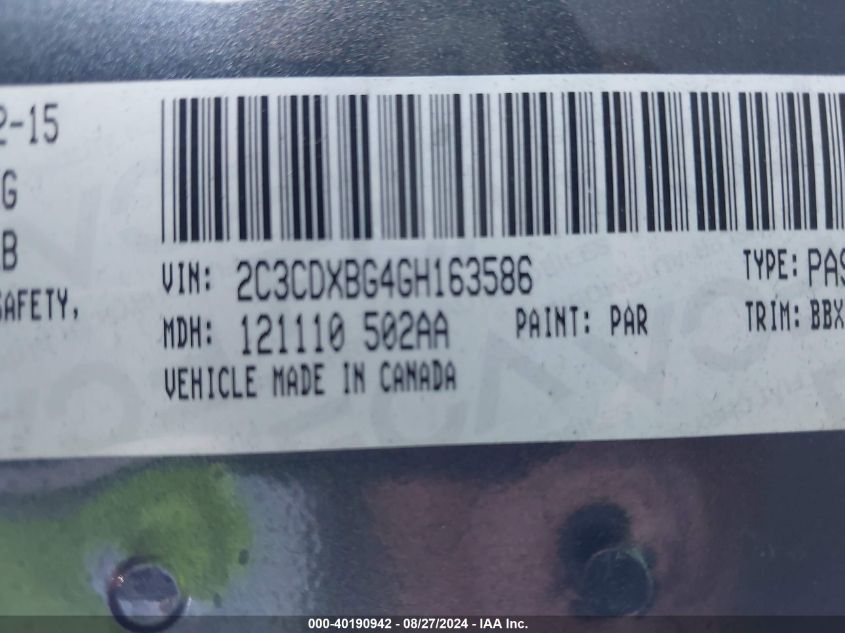 2-15
G
B
SAFETY,
VIN: 2C3CDXBG4GH163586
TYPE: PAS
MDH: 121110 502AA
PAINT: PAR
TRIM: BBX
VEHICLE MADE IN CANADA
000-40190942 - 08/27/2024 - IAA Inc.